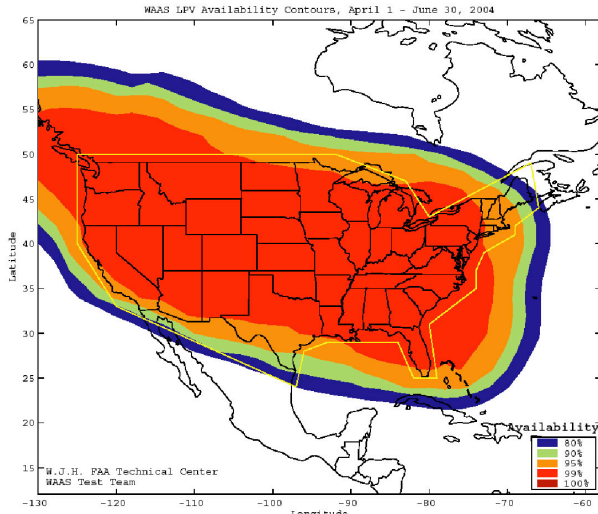 WAAS LPV Availability Contours, April 1 - June 30, 2004
65
60
55
50
45
40
35
30
25
20
15
Latitude
W.J.H. FAA Technical Center
WAAS Test Team
Availability
80%
90%
95%
99%
100%
-130 -120 -110 -100 -90 -80 -70 -60
Longitude